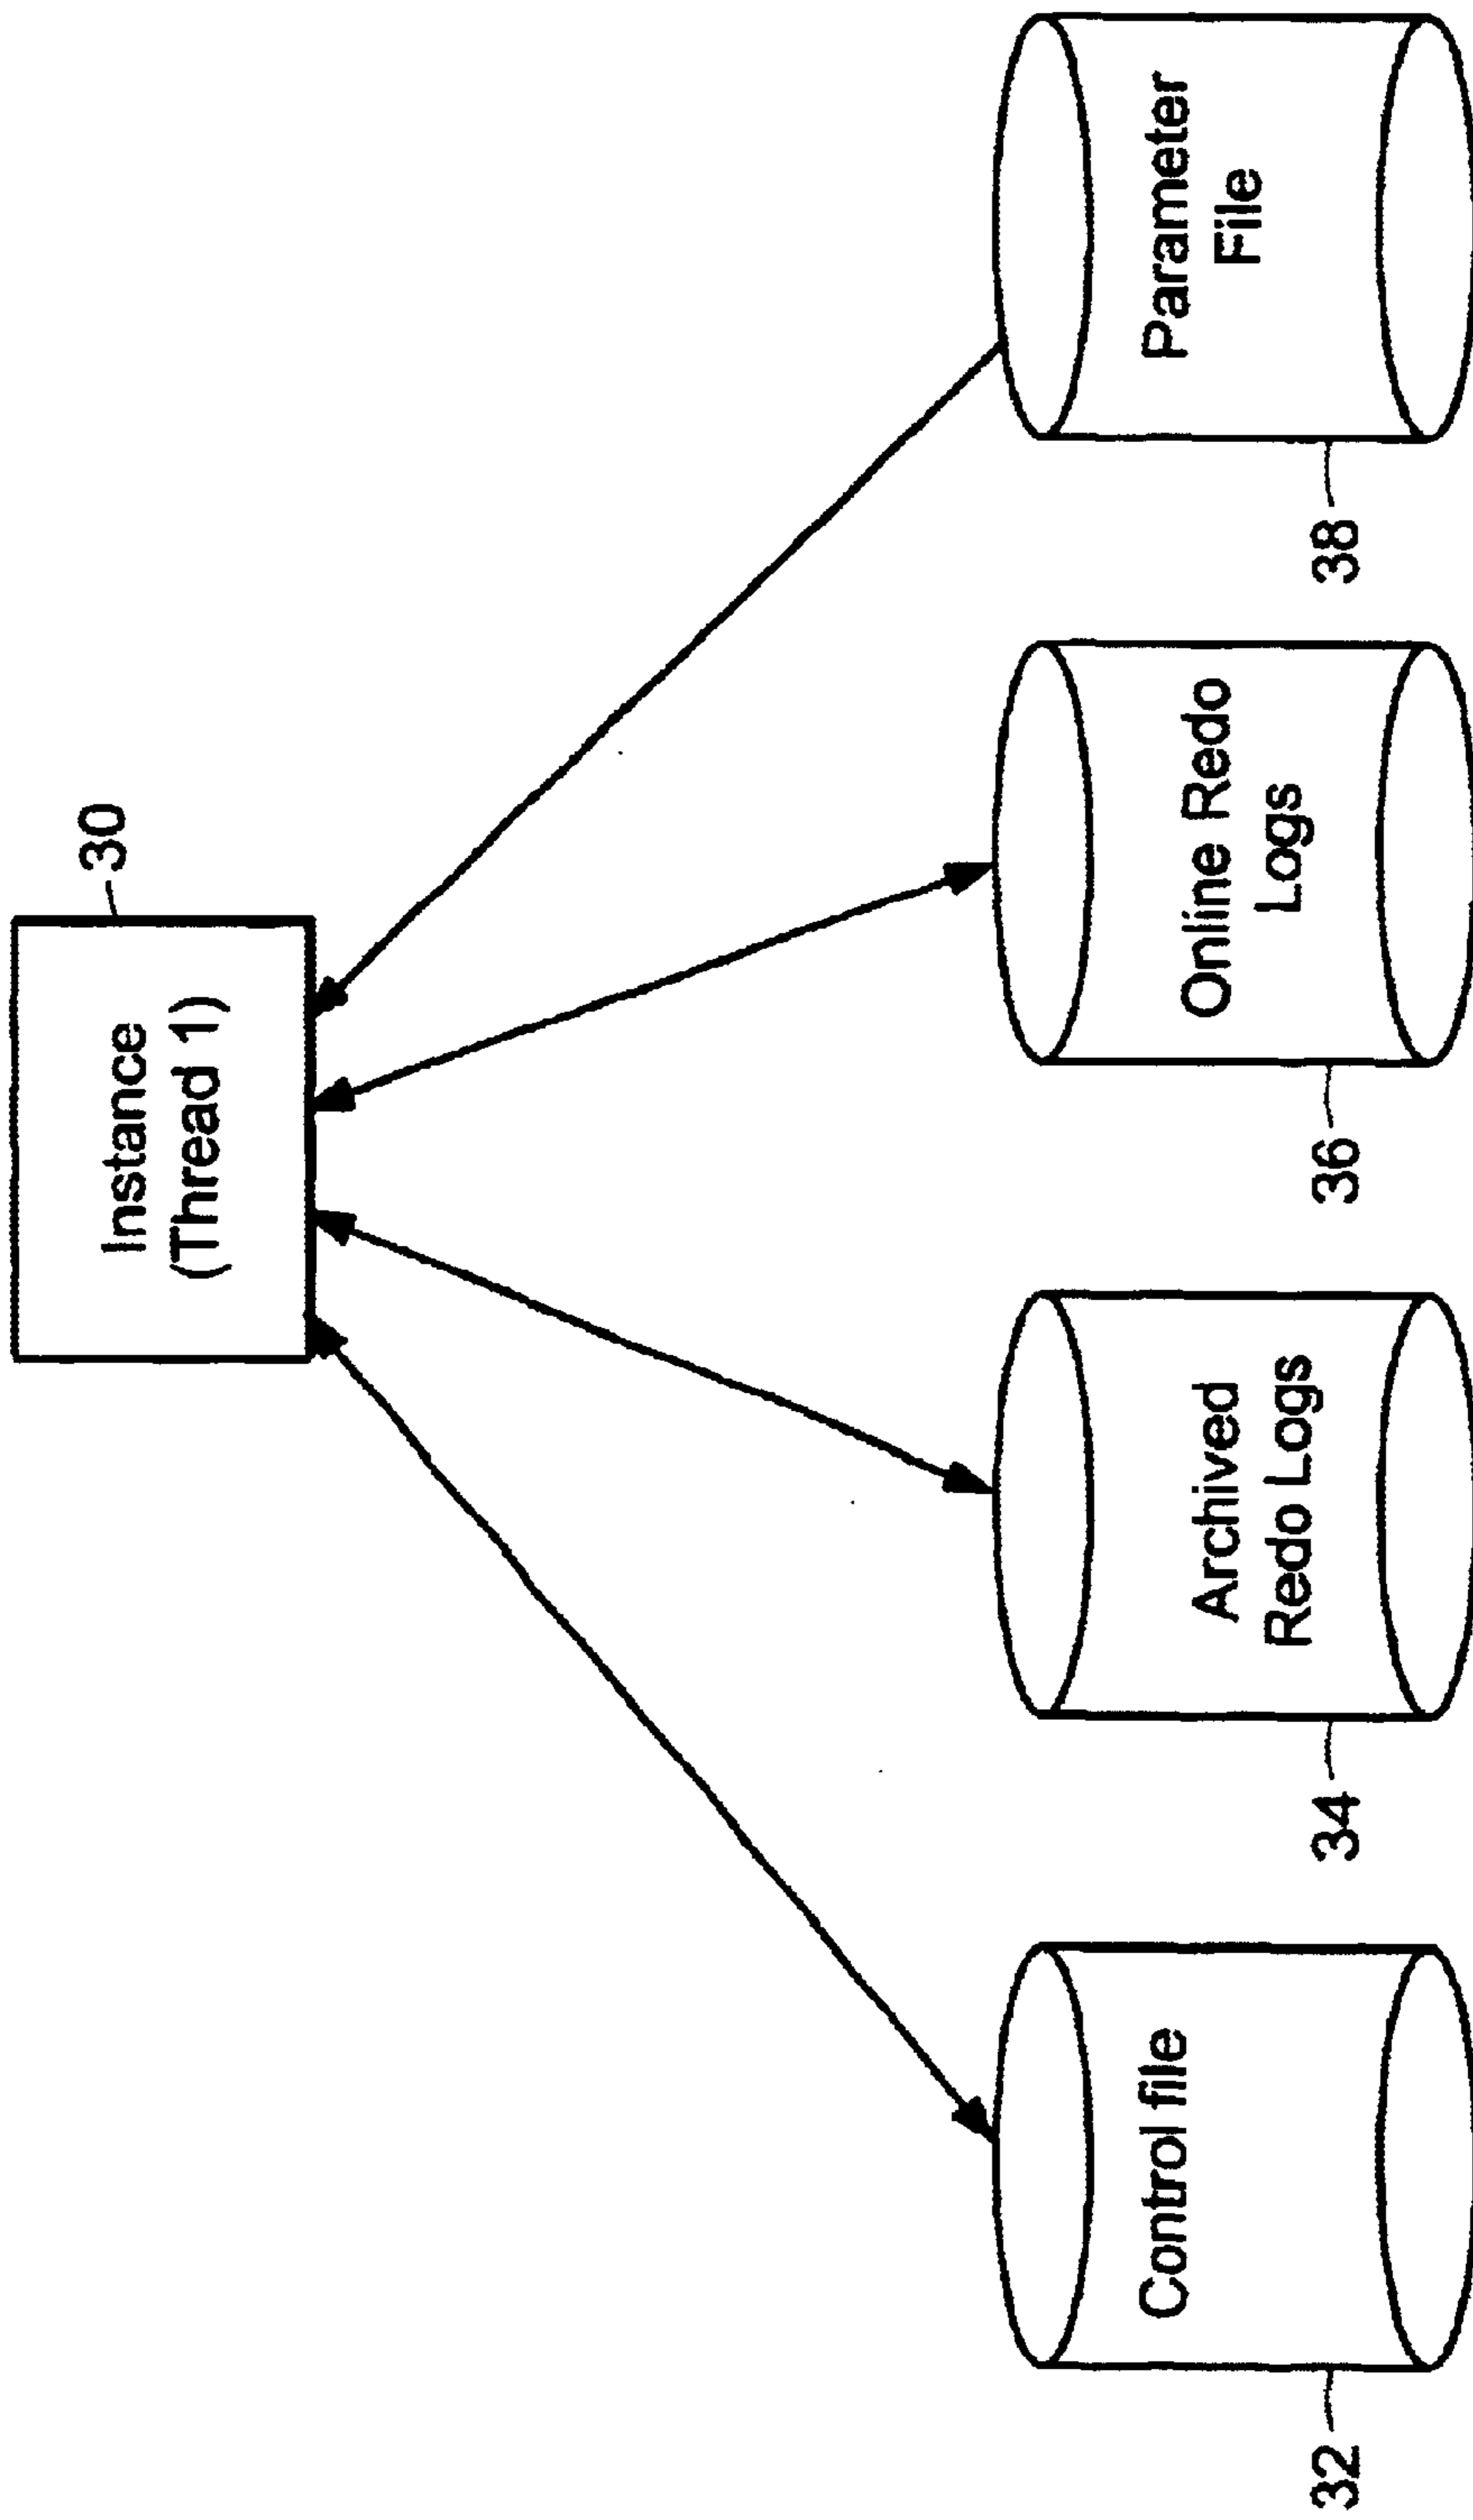 Instance
(Thread 1)
30
Control file
32
Archived
Redo Logs
34
Online Redo
Logs
36
Parameter
File
38